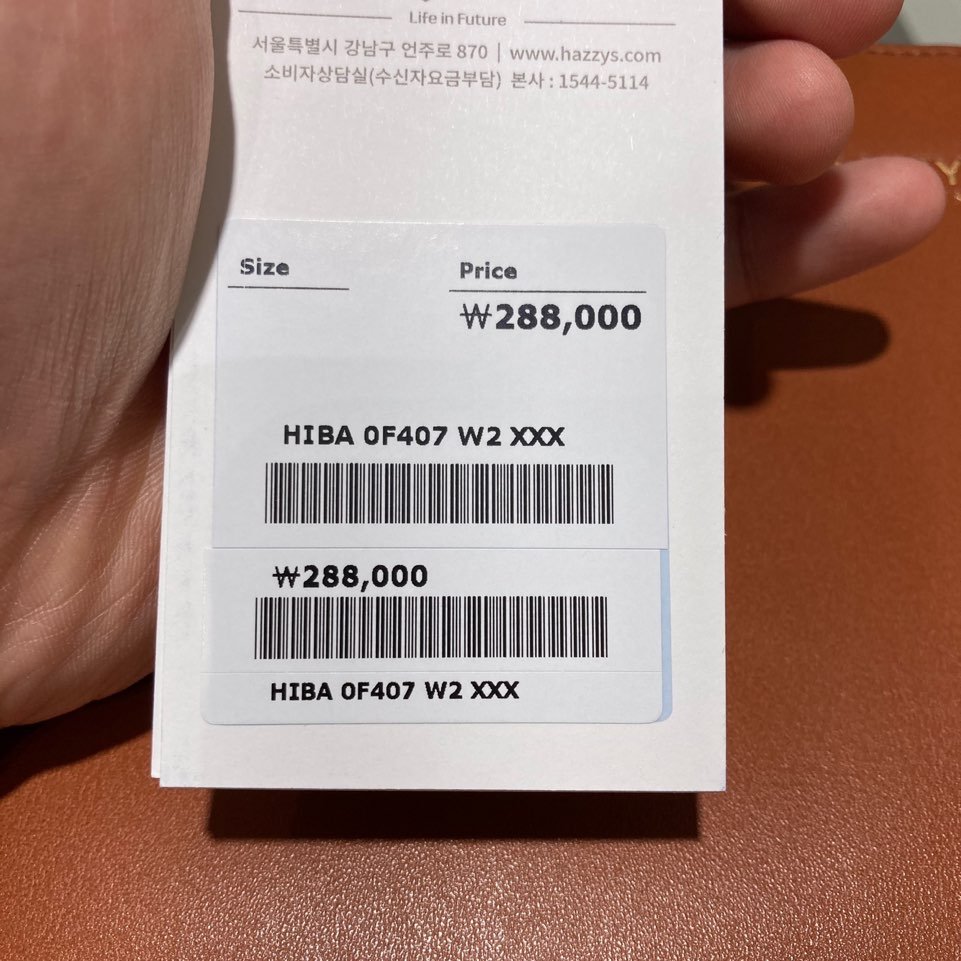 Life in Future
서울특별시 강남구 언주로 870 | www.hazzys.com
소비자상담실(수신자요금부담) 본사 : 1544-5114
Size
Price
₩288,000
HIBA 0F407 W2 XXX
₩288,000
HIBA 0F407 W2 XXX
Y